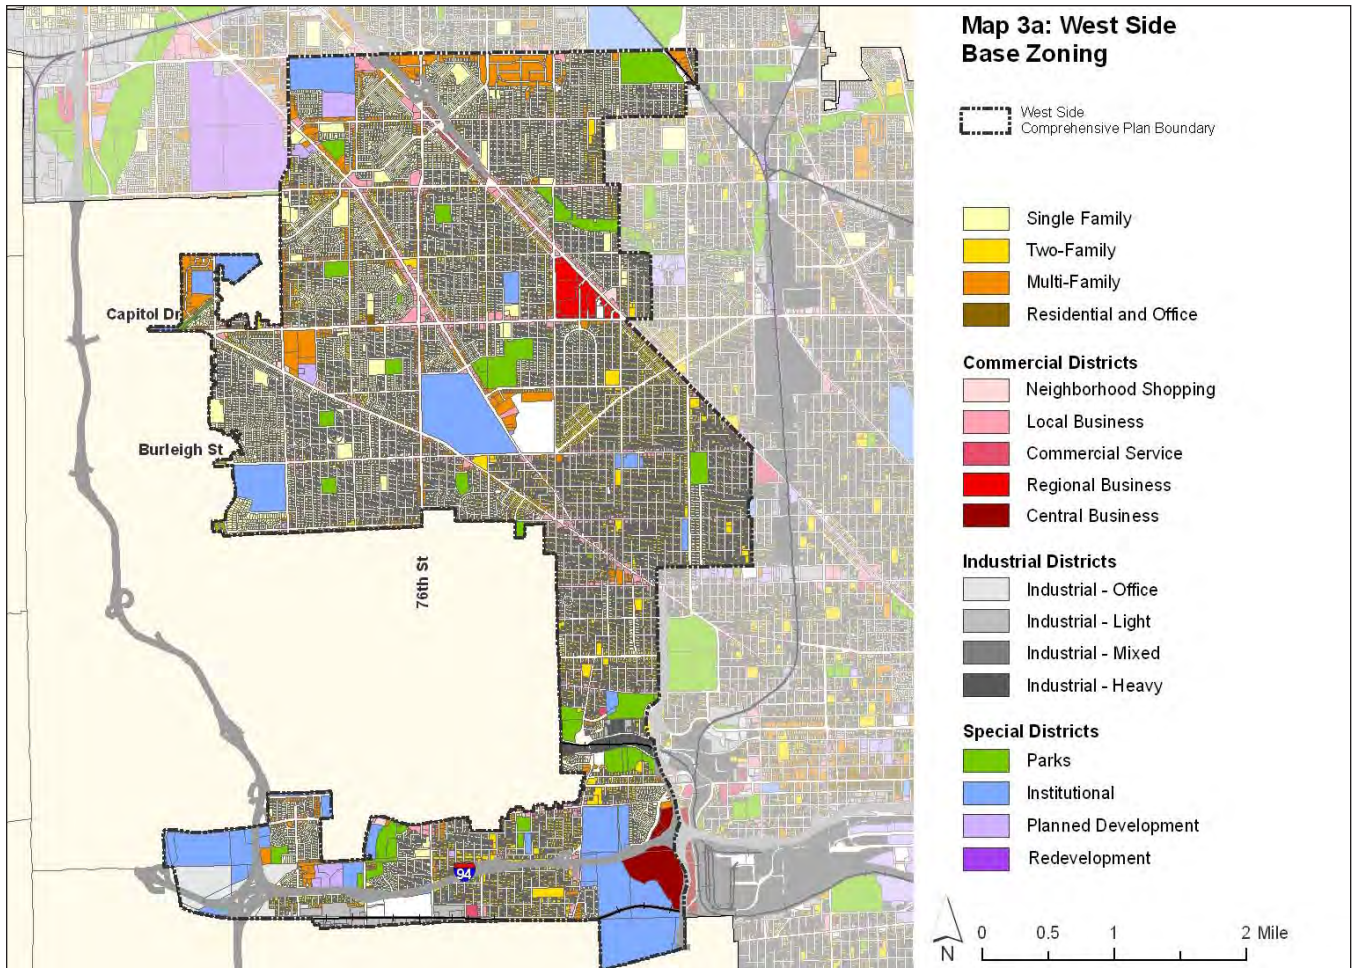 Map 3a: West Side
Base Zoning
West Side
Comprehensive Plan Boundary
Single Family
Two-Family
Multi-Family
Residential and Office
Commercial Districts
Neighborhood Shopping
Local Business
Commercial Service
Regional Business
Central Business
Industrial Districts
Industrial - Office
Industrial - Light
Industrial - Mixed
Industrial - Heavy
Special Districts
Parks
Institutional
Planned Development
Redevelopment
Capitol Dr
Burleigh St
76th St
94
N
0 0.5 1 2 Mile